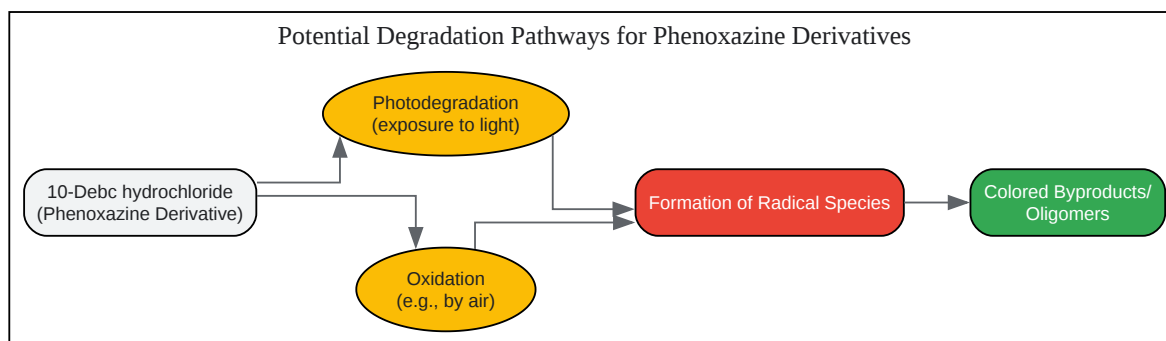 Potential Degradation Pathways for Phenoxazine Derivatives
Photodegradation
(exposure to light)
10-Debc hydrochloride
(Phenoxazine Derivative)
Formation of Radical Species
Colored Byproducts/
Oligomers
Oxidation
(e.g., by air)